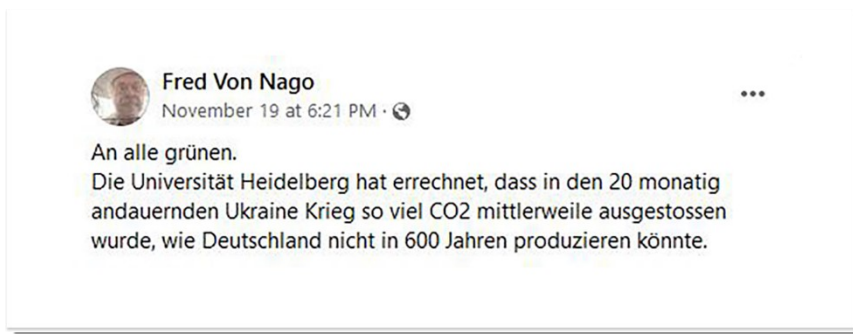 Fred Von Nago
November 19 at 6:21 PM ·
An alle grünen.
Die Universität Heidelberg hat errechnet, dass in den 20 monatig
andauernden Ukraine Krieg so viel CO2 mittlerweile ausgestossen
wurde, wie Deutschland nicht in 600 Jahren produzieren könnte.